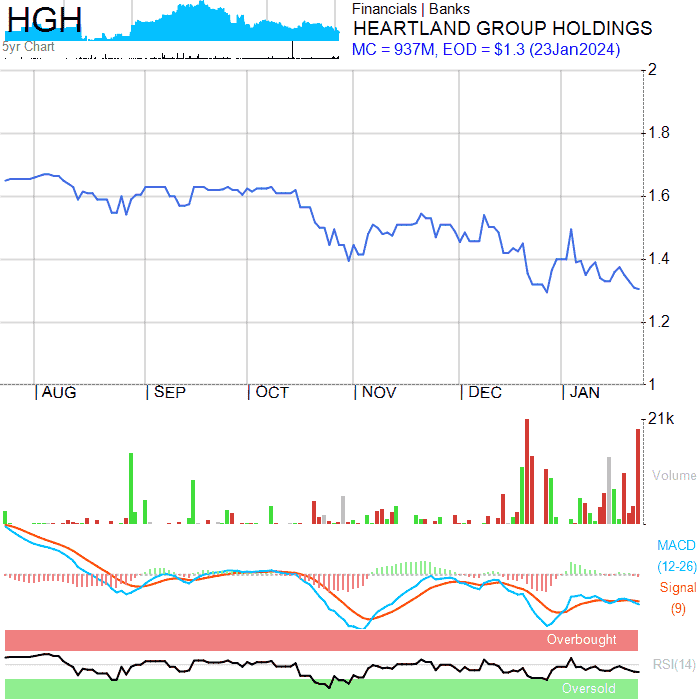 HGH
5yr Chart
Financials | Banks
HEARTLAND GROUP HOLDINGS
MC = 937M, EOD = $1.3 (23Jan2024)
2
1.8
1.6
1.4
1.2
1
|AUG |SEP |OCT |NOV |DEC |JAN
21k
Volume
MACD
(12-26)
Signal
(9)
Overbought
RSI(14)
Oversold